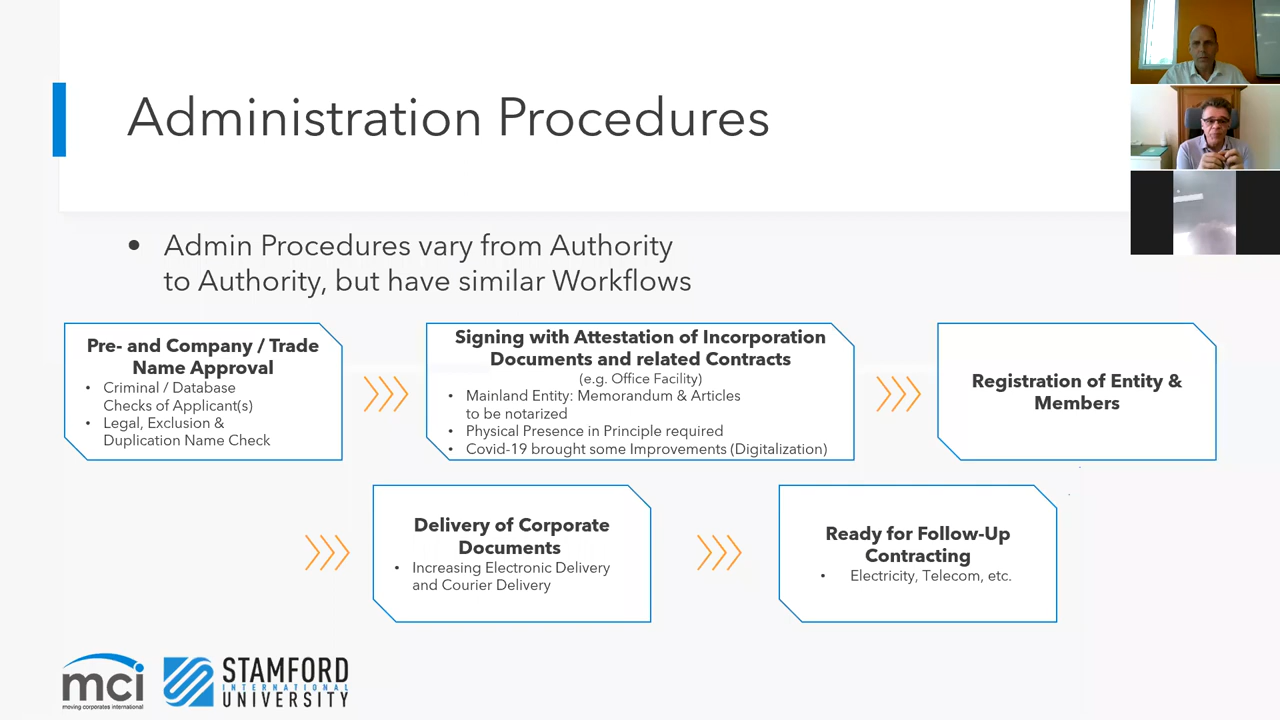 Administration Procedures
• Admin Procedures vary from Authority
to Authority, but have similar Workflows
Pre- and Company / Trade
Name Approval
• Criminal / Database
Checks of Applicant(s)
• Legal, Exclusion &
Duplication Name Check
Signing with Attestation of Incorporation
Documents and related Contracts
(e.g. Office Facility)
• Mainland Entity: Memorandum & Articles
to be notarized
• Physical Presence in Principle required
• Covid-19 brought some Improvements (Digitalization)
Registration of Entity &
Members
Delivery of Corporate
Documents
• Increasing Electronic Delivery
and Courier Delivery
Ready for Follow-Up
Contracting
• Electricity, Telecom, etc.
mci
moving corporates international
STAMFORD
INTERNATIONAL
UNIVERSITY